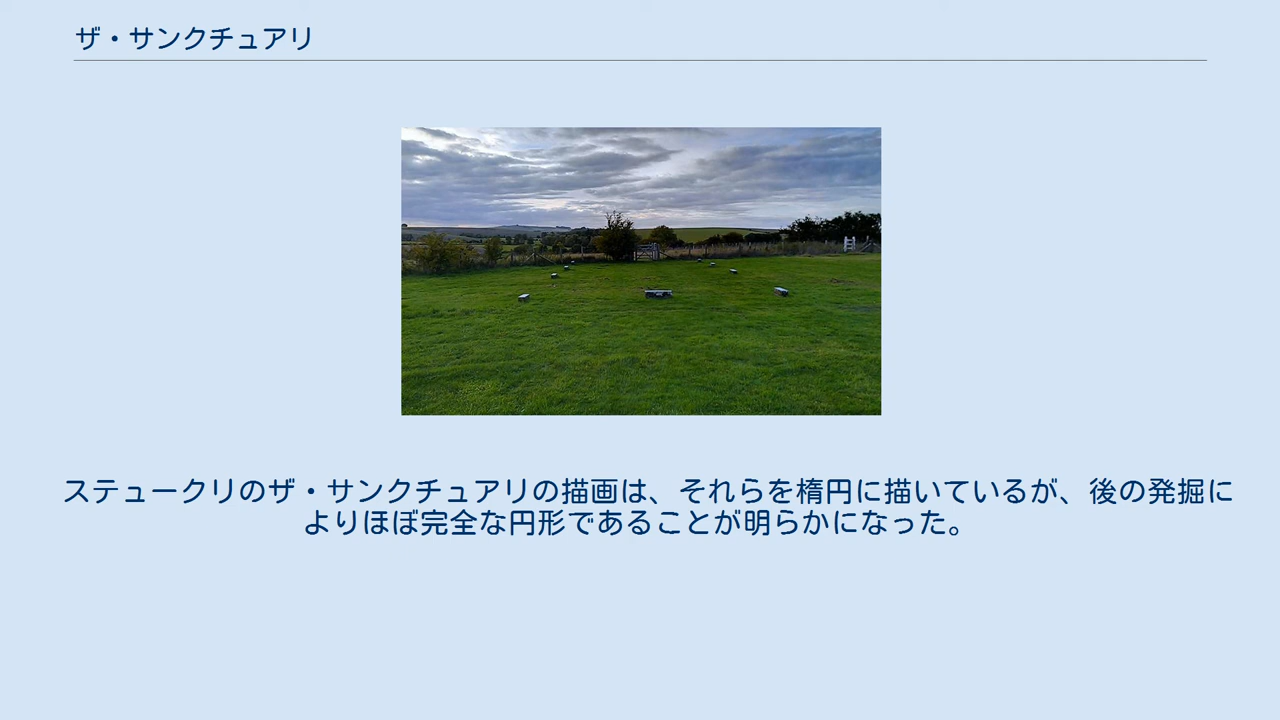 ザ・サンクチュアリ
ステュークリのザ・サンクチュアリの描画は、それらを楕円に描いているが、後の発掘に
よりほぼ完全な円形であることが明らかになった。